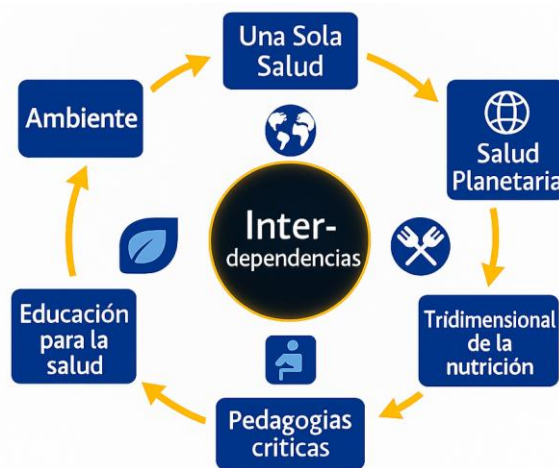 Una Sola
Salud
Salud
Planetaria
Tridimensional
de la
nutrición
Pedagogias
criticas
Educación
para la
salud
Ambiente
Inter-
dependencias